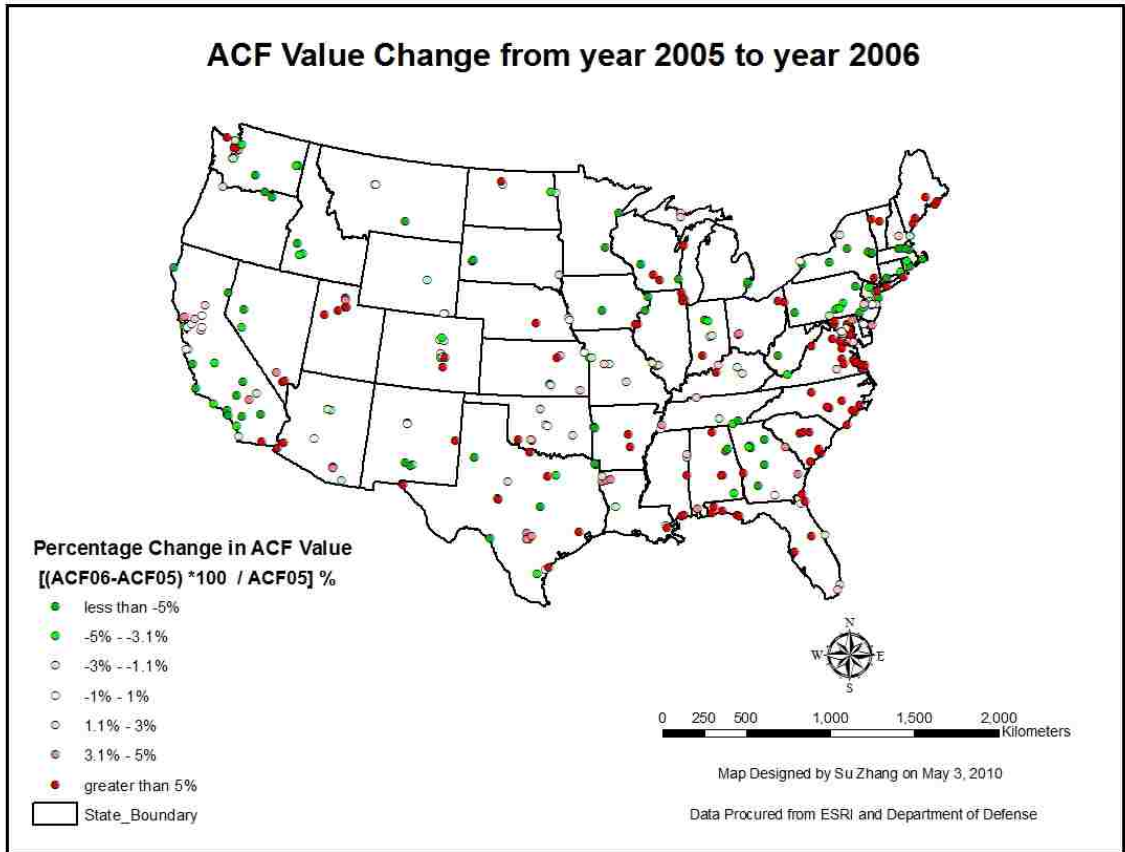 ACF Value Change from year 2005 to year 2006
Percentage Change in ACF Value
[(ACF06-ACF05) *100 / ACF05] %
less than -5%
-5% - -3.1%
-3% - -1.1%
-1% - 1%
1.1% - 3%
3.1% - 5%
greater than 5%
State_Boundary
N
W E
S
0 250 500 1,000 1,500 2,000
Kilometers
Map Designed by Su Zhang on May 3, 2010
Data Procured from ESRI and Department of Defense